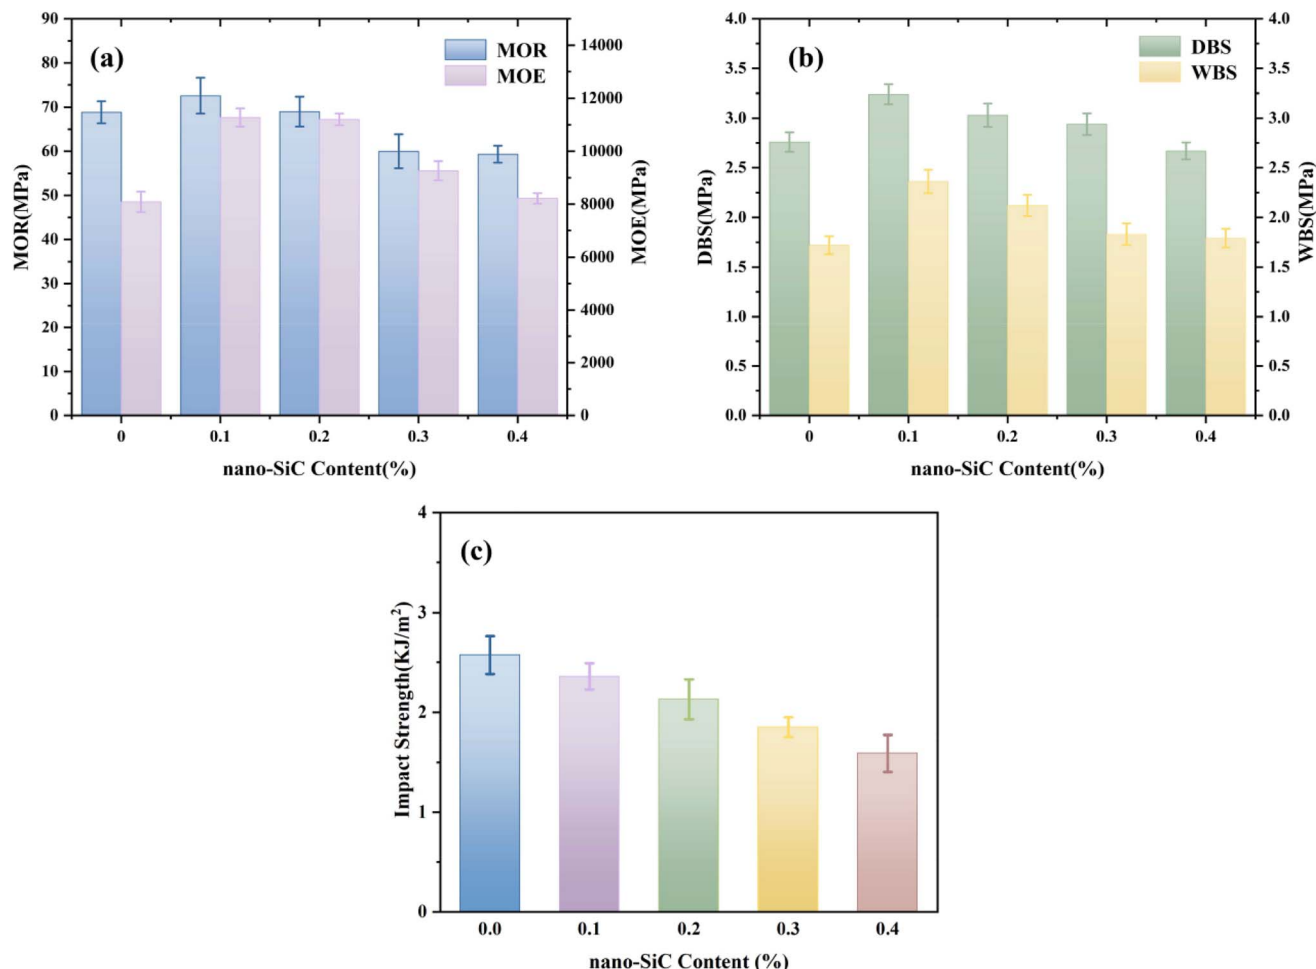 (a)
MOR
MOE
90
80
70
60
50
40
30
20
10
0
MOR(MPa)
14000
12000
10000
8000
6000
4000
2000
0
MOE(MPa)
0 0.1 0.2 0.3 0.4
nano-SiC Content(%)
(b)
DBS
WBS
4.0
3.5
3.0
2.5
2.0
1.5
1.0
0.5
0.0
DBS(MPa)
4.0
3.5
3.0
2.5
2.0
1.5
1.0
0.5
0.0
WBS(MPa)
0 0.1 0.2 0.3 0.4
nano-SiC Content(%)
(c)
4
3
2
1
0
Impact Strength(KJ/m²)
0.0 0.1 0.2 0.3 0.4
nano-SiC Content (%)